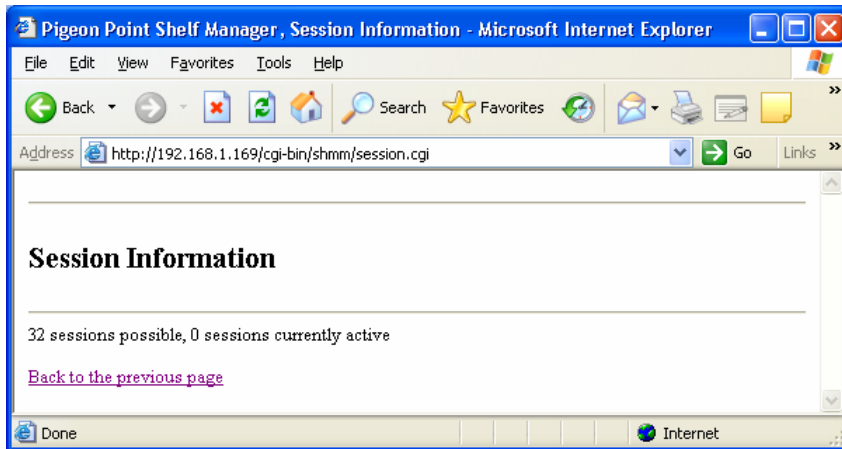 Pigeon Point Shelf Manager, Session Information - Microsoft Internet Explorer
File Edit View Favorites Tools Help
Back Search Favorites »
Address http://192.168.1.169/cgi-bin/shmm/session.cgi Go Links »
Session Information
32 sessions possible, 0 sessions currently active
Back to the previous page
Done Internet